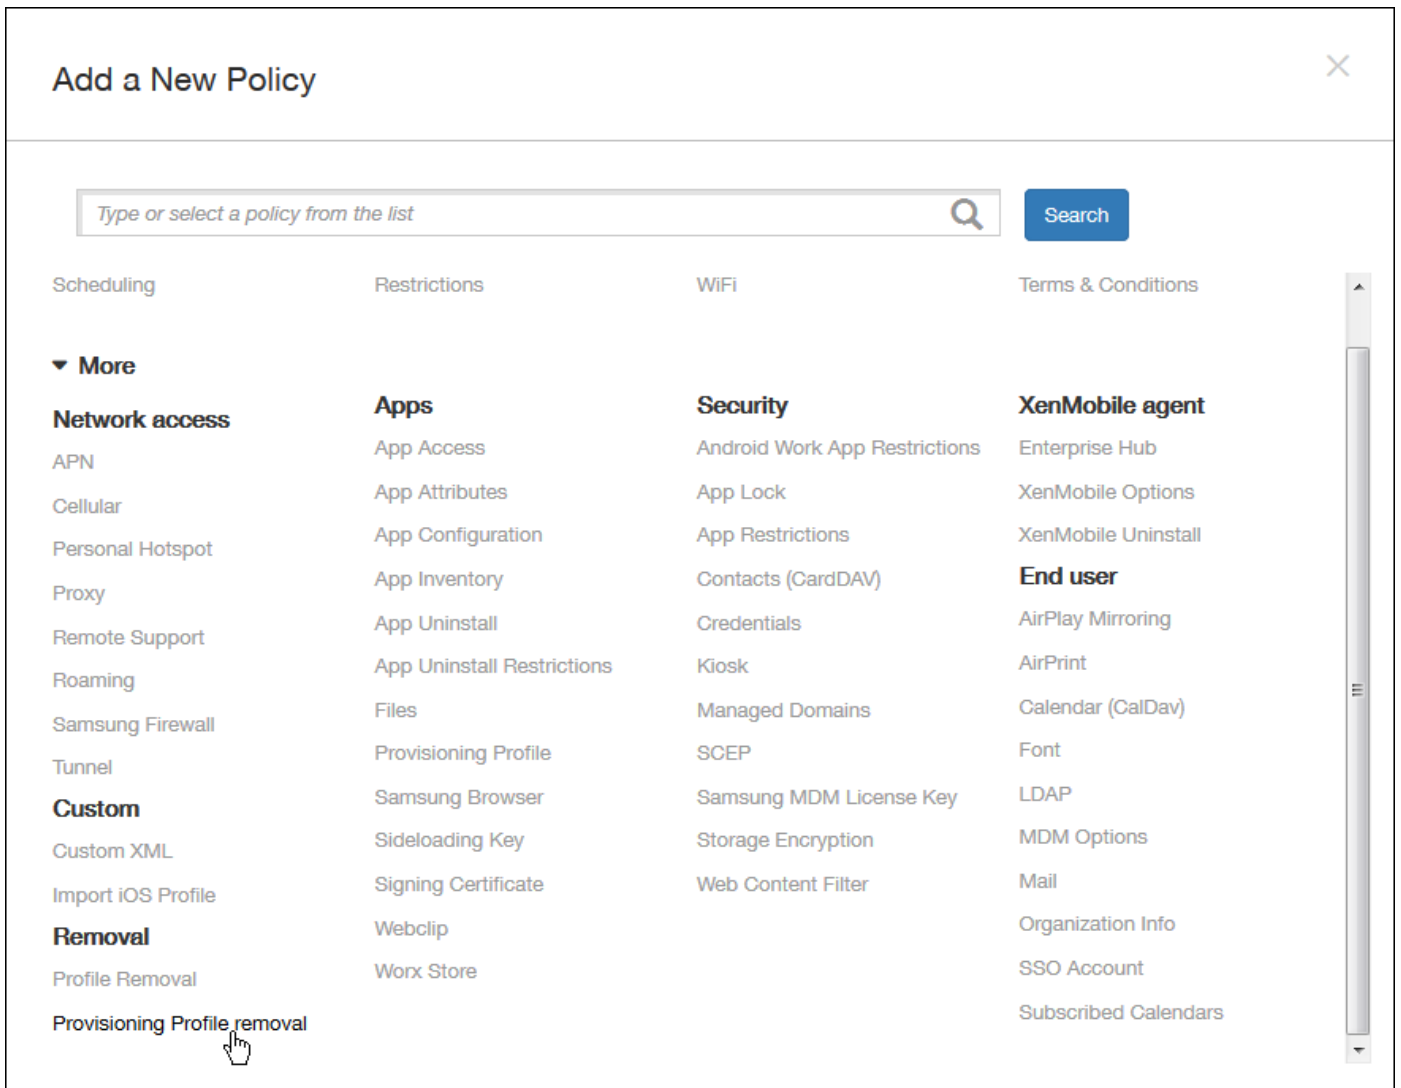 Add a New Policy
Type or select a policy from the list
Search
Scheduling
Restrictions
WiFi
Terms & Conditions
More
Network access
APN
Cellular
Personal Hotspot
Proxy
Remote Support
Roaming
Samsung Firewall
Tunnel
Custom
Custom XML
Import iOS Profile
Removal
Profile Removal
Provisioning Profile removal
Apps
App Access
App Attributes
App Configuration
App Inventory
App Uninstall
App Uninstall Restrictions
Files
Provisioning Profile
Samsung Browser
Sideloading Key
Signing Certificate
Webclip
Worx Store
Security
Android Work App Restrictions
App Lock
App Restrictions
Contacts (CardDAV)
Credentials
Kiosk
Managed Domains
SCEP
Samsung MDM License Key
Storage Encryption
Web Content Filter
XenMobile agent
Enterprise Hub
XenMobile Options
XenMobile Uninstall
End user
AirPlay Mirroring
AirPrint
Calendar (CalDav)
Font
LDAP
MDM Options
Mail
Organization Info
SSO Account
Subscribed Calendars